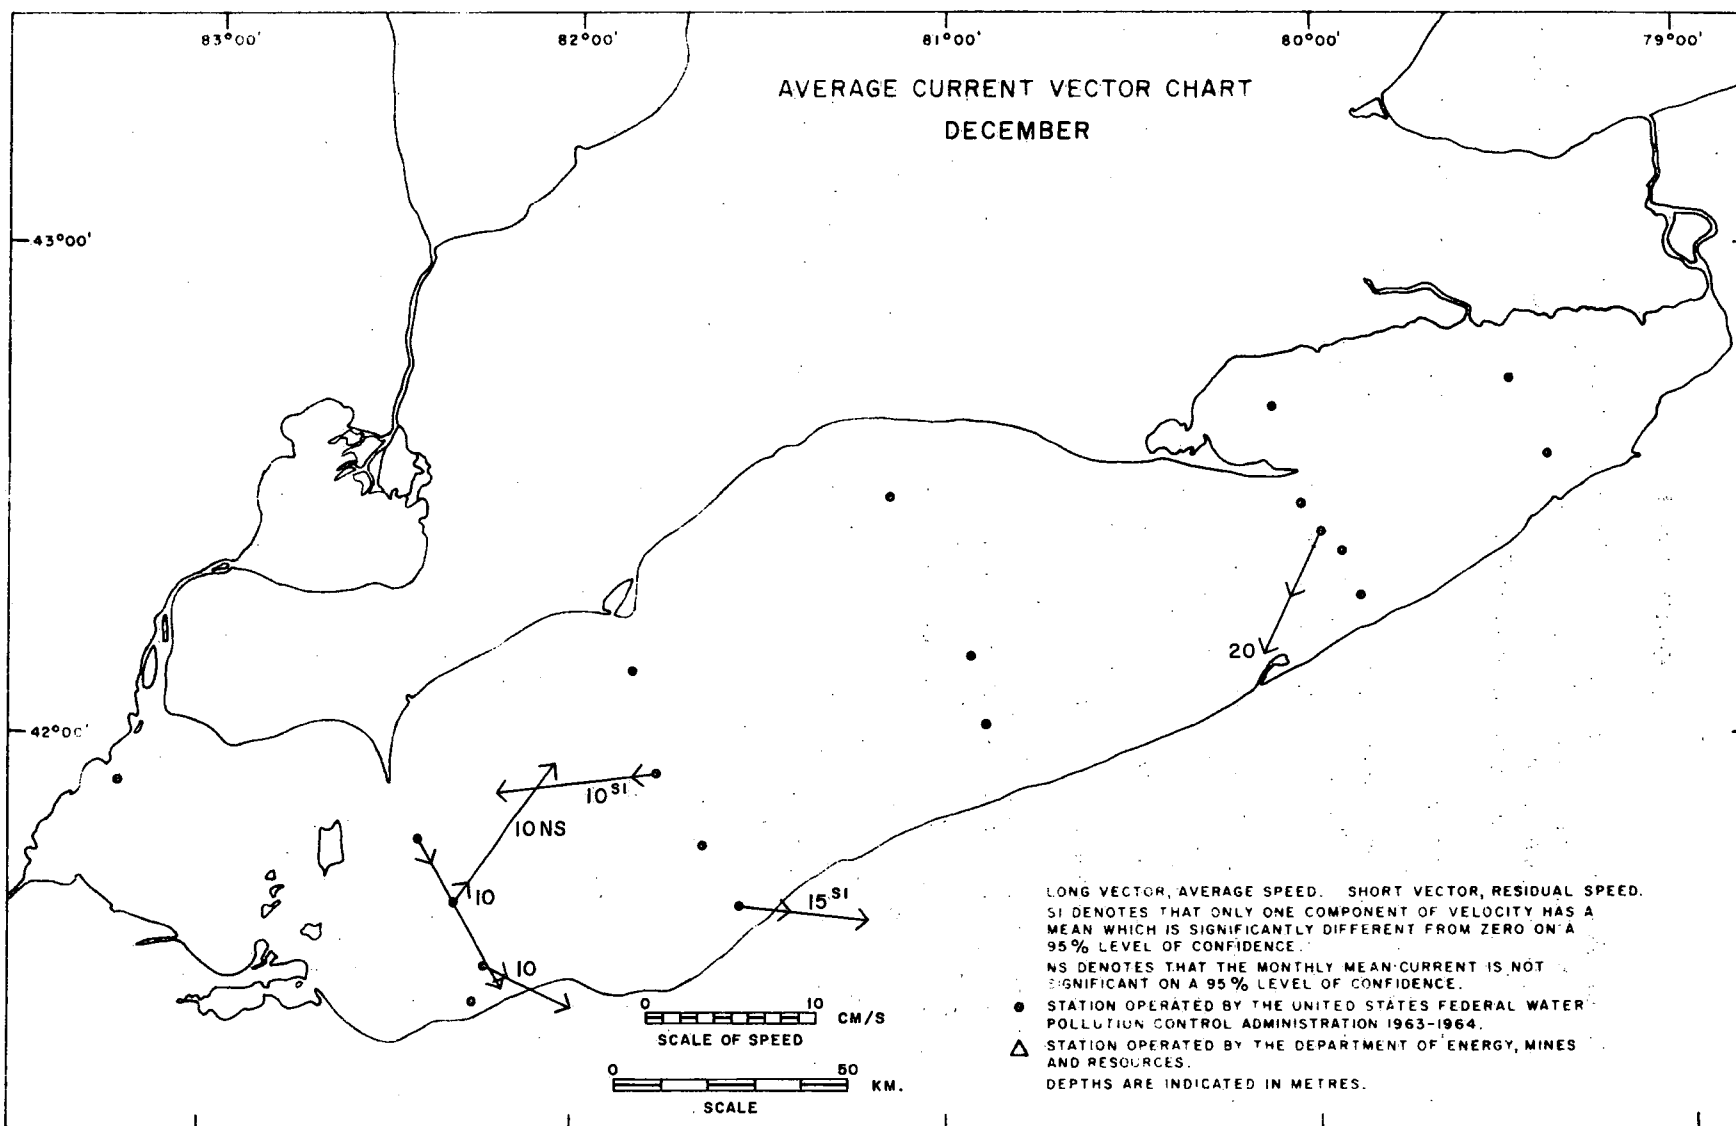 83°00' 82°00' 81°00' 80°00' 79°00'
AVERAGE CURRENT VECTOR CHART
DECEMBER
43°00'
42°00'
20
10 SI
10 NS
10
15 SI
10
LONG VECTOR, AVERAGE SPEED. SHORT VECTOR, RESIDUAL SPEED.
SI DENOTES THAT ONLY ONE COMPONENT OF VELOCITY HAS A
MEAN WHICH IS SIGNIFICANTLY DIFFERENT FROM ZERO ON A
95% LEVEL OF CONFIDENCE.
NS DENOTES THAT THE MONTHLY MEAN CURRENT IS NOT
SIGNIFICANT ON A 95% LEVEL OF CONFIDENCE.
STATION OPERATED BY THE UNITED STATES FEDERAL WATER
POLLUTION CONTROL ADMINISTRATION 1963-1964.
STATION OPERATED BY THE DEPARTMENT OF ENERGY, MINES
AND RESOURCES.
DEPTHS ARE INDICATED IN METRES.
0 10
CM/S
SCALE OF SPEED
0 50
KM.
SCALE